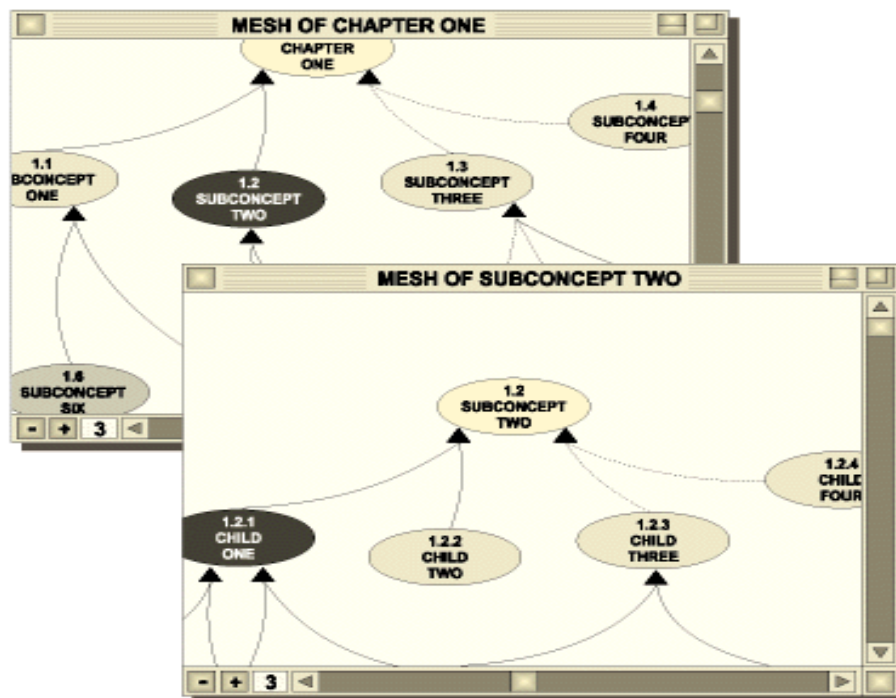 MESH OF CHAPTER ONE
CHAPTER
ONE
1.4
SUBCONCEPT
FOUR
1.1
BCONCEPT
ONE
1.3
SUBCONCEPT
THREE
1.2
SUBCONCEPT
TWO
1.6
SUBCONCEPT
SIX
- + 3
MESH OF SUBCONCEPT TWO
1.2
SUBCONCEPT
TWO
1.2.4
CHILD
FOUR
1.2.1
CHILD
ONE
1.2.2
CHILD
TWO
1.2.3
CHILD
THREE
- + 3